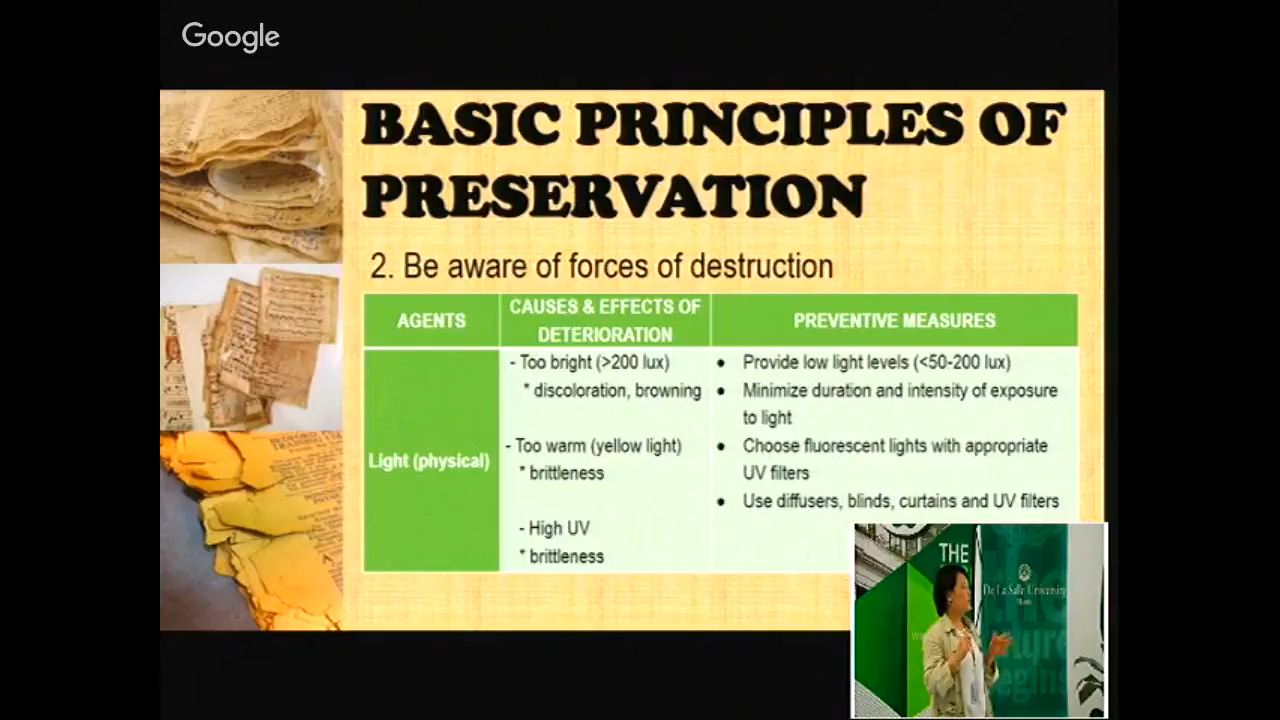 Google
BASIC PRINCIPLES OF
PRESERVATION
2. Be aware of forces of destruction
AGENTS
CAUSES & EFFECTS OF
DETERIORATION
PREVENTIVE MEASURES
Light (physical)
- Too bright (>200 lux)
* discoloration, browning
- Too warm (yellow light)
* brittleness
- High UV
* brittleness
● Provide low light levels (<50-200 lux)
● Minimize duration and intensity of exposure
to light
● Choose fluorescent lights with appropriate
UV filters
● Use diffusers, blinds, curtains and UV filters
THE
De La Salle University